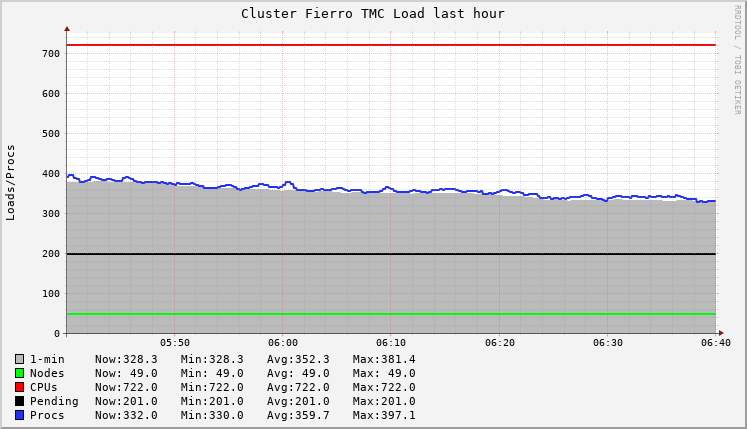 Cluster Fierro TMC Load last hour
RRDTOOL / TOBI OETIKER
Loads/Procs
700
600
500
400
300
200
100
0
05:50 06:00 06:10 06:20 06:30 06:40
1-min Now:328.3 Min:328.3 Avg:352.3 Max:381.4
Nodes Now: 49.0 Min: 49.0 Avg: 49.0 Max: 49.0
CPUs Now:722.0 Min:722.0 Avg:722.0 Max:722.0
Pending Now:201.0 Min:201.0 Avg:201.0 Max:201.0
Procs Now:332.0 Min:330.0 Avg:359.7 Max:397.1